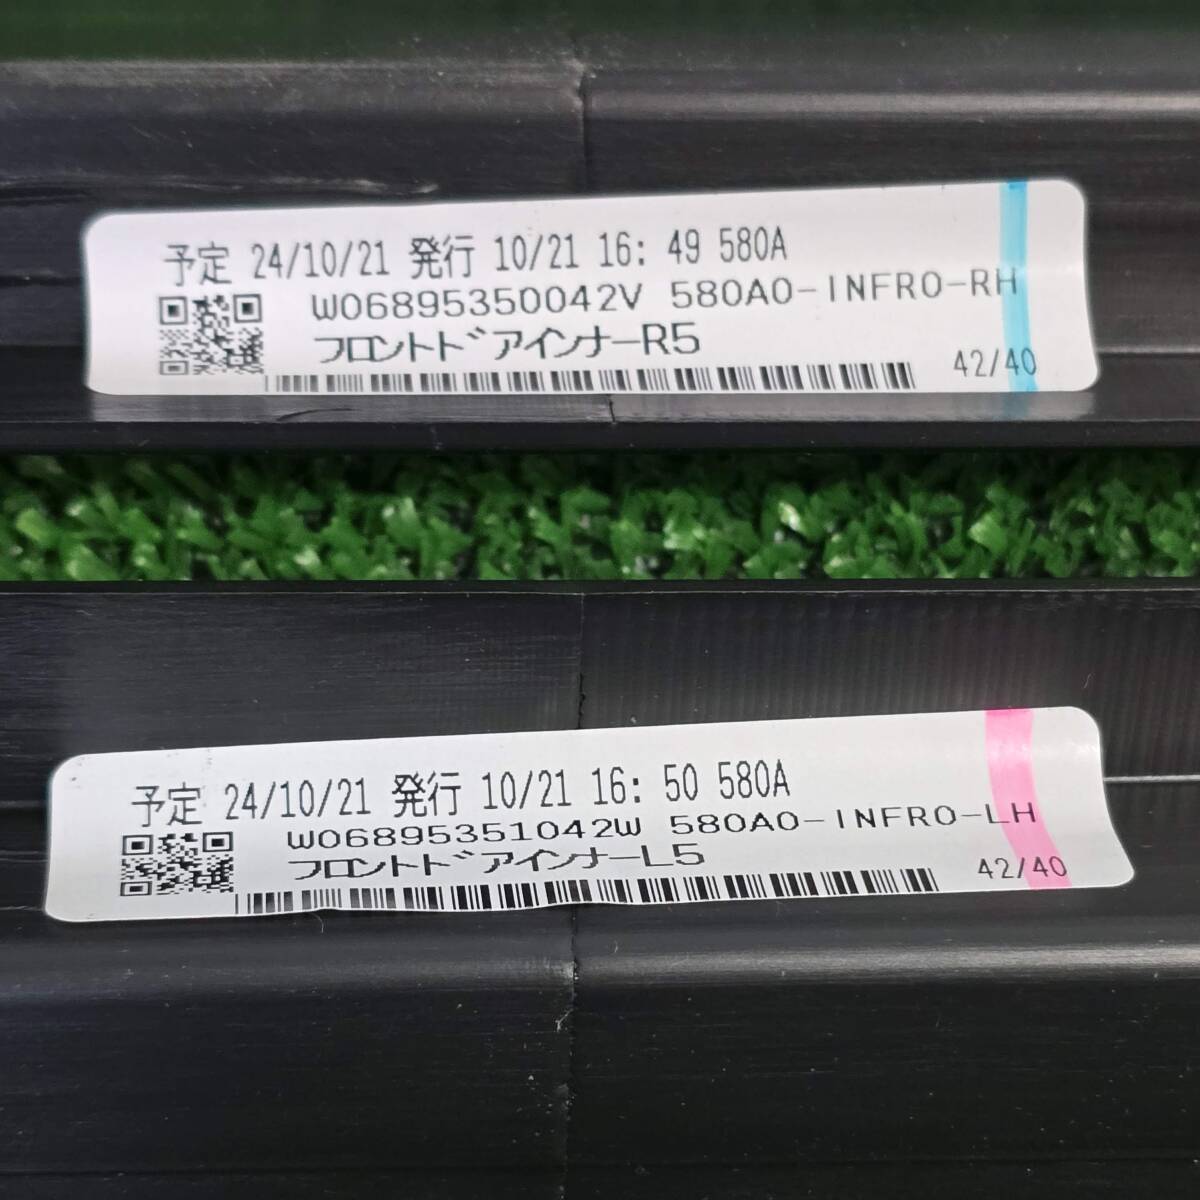 予定 24/10/21 発行 10/21 16: 49 580A
W06895350042V 580A0-INFRO-RH
フロントドアインナーR5
42/40
予定 24/10/21 発行 10/21 16: 50 580A
W06895351042W 580A0-INFRO-LH
フロントドアインナーL5
42/40